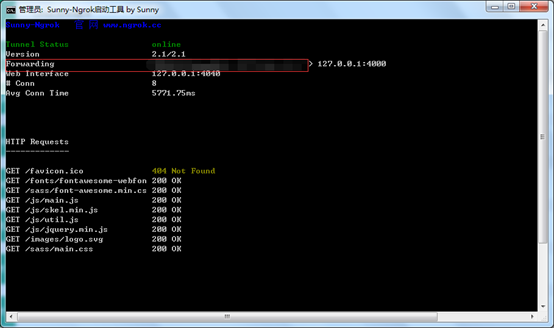 管理员: Sunny-Ngrok启动工具 by Sunny
Sunny-Ngrok 官网 www.ngrok.cc
Tunnel Status online
Version 2.1/2.1
Forwarding > 127.0.0.1:4000
Web Interface 127.0.0.1:4040
# Conn 8
Avg Conn Time 5771.75ms
HTTP Requests
-------------
GET /favicon.ico 404 Not Found
GET /fonts/fontawesome-webfon 200 OK
GET /sass/font-awesome.min.cs 200 OK
GET /js/main.js 200 OK
GET /js/skel.min.js 200 OK
GET /js/util.js 200 OK
GET /js/jquery.min.js 200 OK
GET /images/logo.svg 200 OK
GET /sass/main.css 200 OK